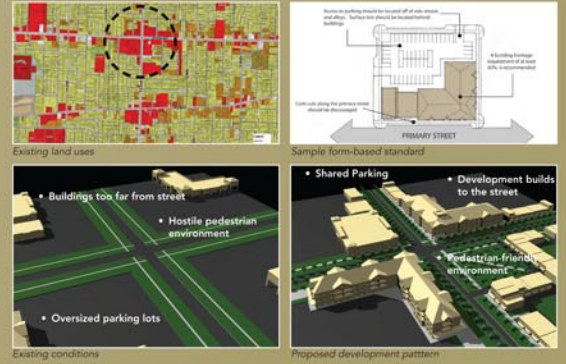 Access to parking should be located off of side streets
and alleys. Surface lots should be located behind
buildings
A building frontage
requirement of at least
60% is recommended
Curb cuts along the primary street
should be discouraged
PRIMARY STREET
Existing land uses
Sample form-based standard
• Buildings too far from street
• Hostile pedestrian
environment
• Oversized parking lots
Existing conditions
• Shared Parking
• Development builds
to the street
• Pedestrian-friendly
environment
Proposed development patttern